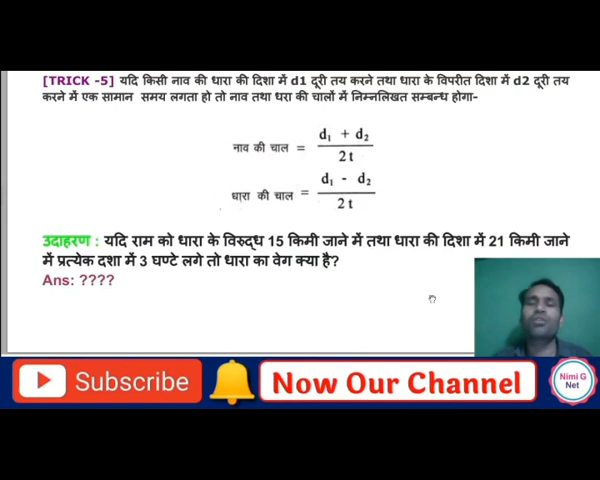 [TRICK -5] यदि किसी नाव की धारा की दिशा में d1 दूरी तय करने तथा धारा के विपरीत दिशा में d2 दूरी तय
करने में एक सामान समय लगता हो तो नाव तथा धरा की चालों में निम्नलिखत सम्बन्ध होगा-
नाव की चाल = (d₁ + d₂) / 2t
धारा की चाल = (d₁ - d₂) / 2t
उदाहरण : यदि राम को धारा के विरुद्ध 15 किमी जाने में तथा धारा की दिशा में 21 किमी जाने
में प्रत्येक दशा में 3 घण्टे लगे तो धारा का वेग क्या है?
Ans: ????
Subscribe
Now Our Channel
Nimi G
Net